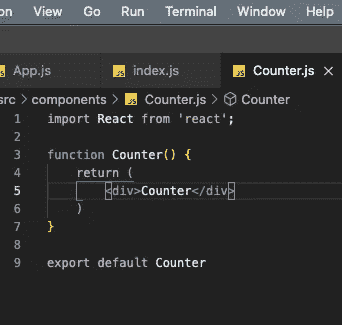 on View Go Run Terminal Window Help
JS App.js JS index.js JS Counter.js ×
src > components > JS Counter.js > Counter
1 import React from 'react';
2
3 function Counter() {
4 return (
5 <div>Counter</div>
6 )
7 }
8
9 export default Counter